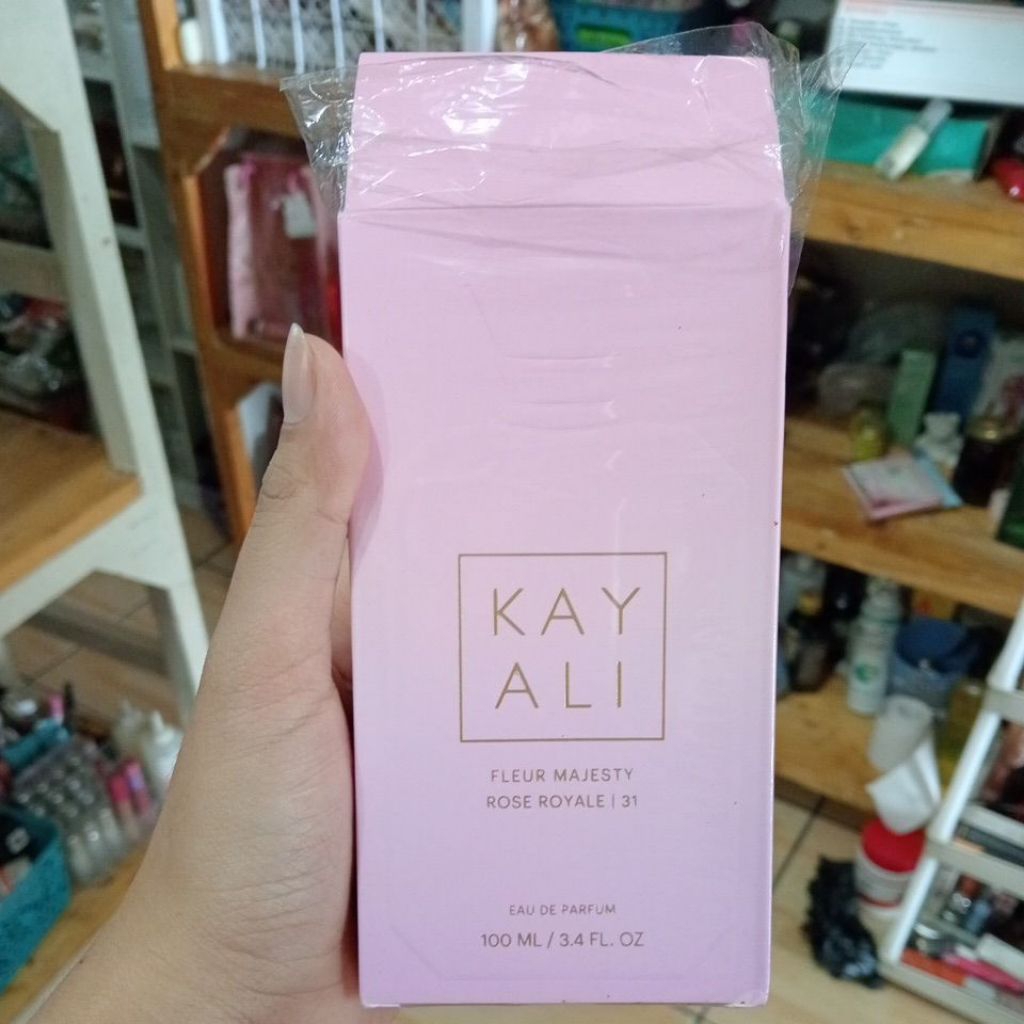 KAY
ALI
FLEUR MAJESTY
ROSE ROYALE | 31
EAU DE PARFUM
100 ML / 3.4 FL. OZ